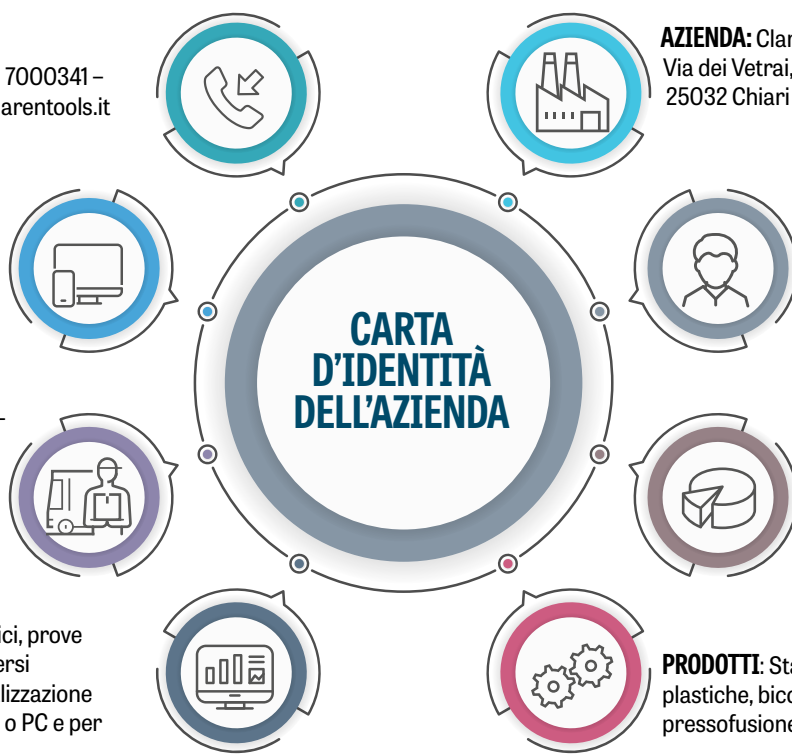 7000341 –
arentools.it
AZIENDA: Clar
Via dei Vetrai,
25032 Chiari
CARTA
D’IDENTITÀ
DELL’AZIENDA
-
ici, prove
ersi
lizzazione
o PC e per
PRODOTTI: Sta
plastiche, bico
pressofusione